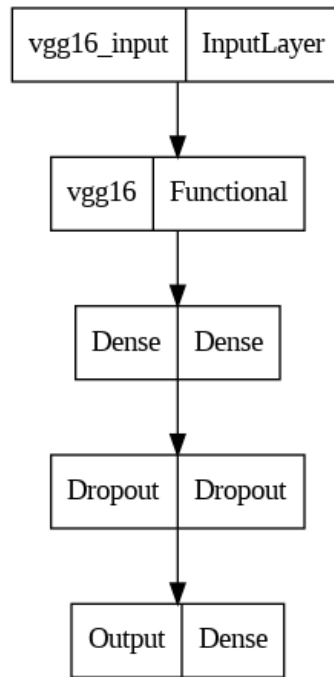 vgg16_input InputLayer
vgg16 Functional
Dense Dense
Dropout Dropout
Output Dense